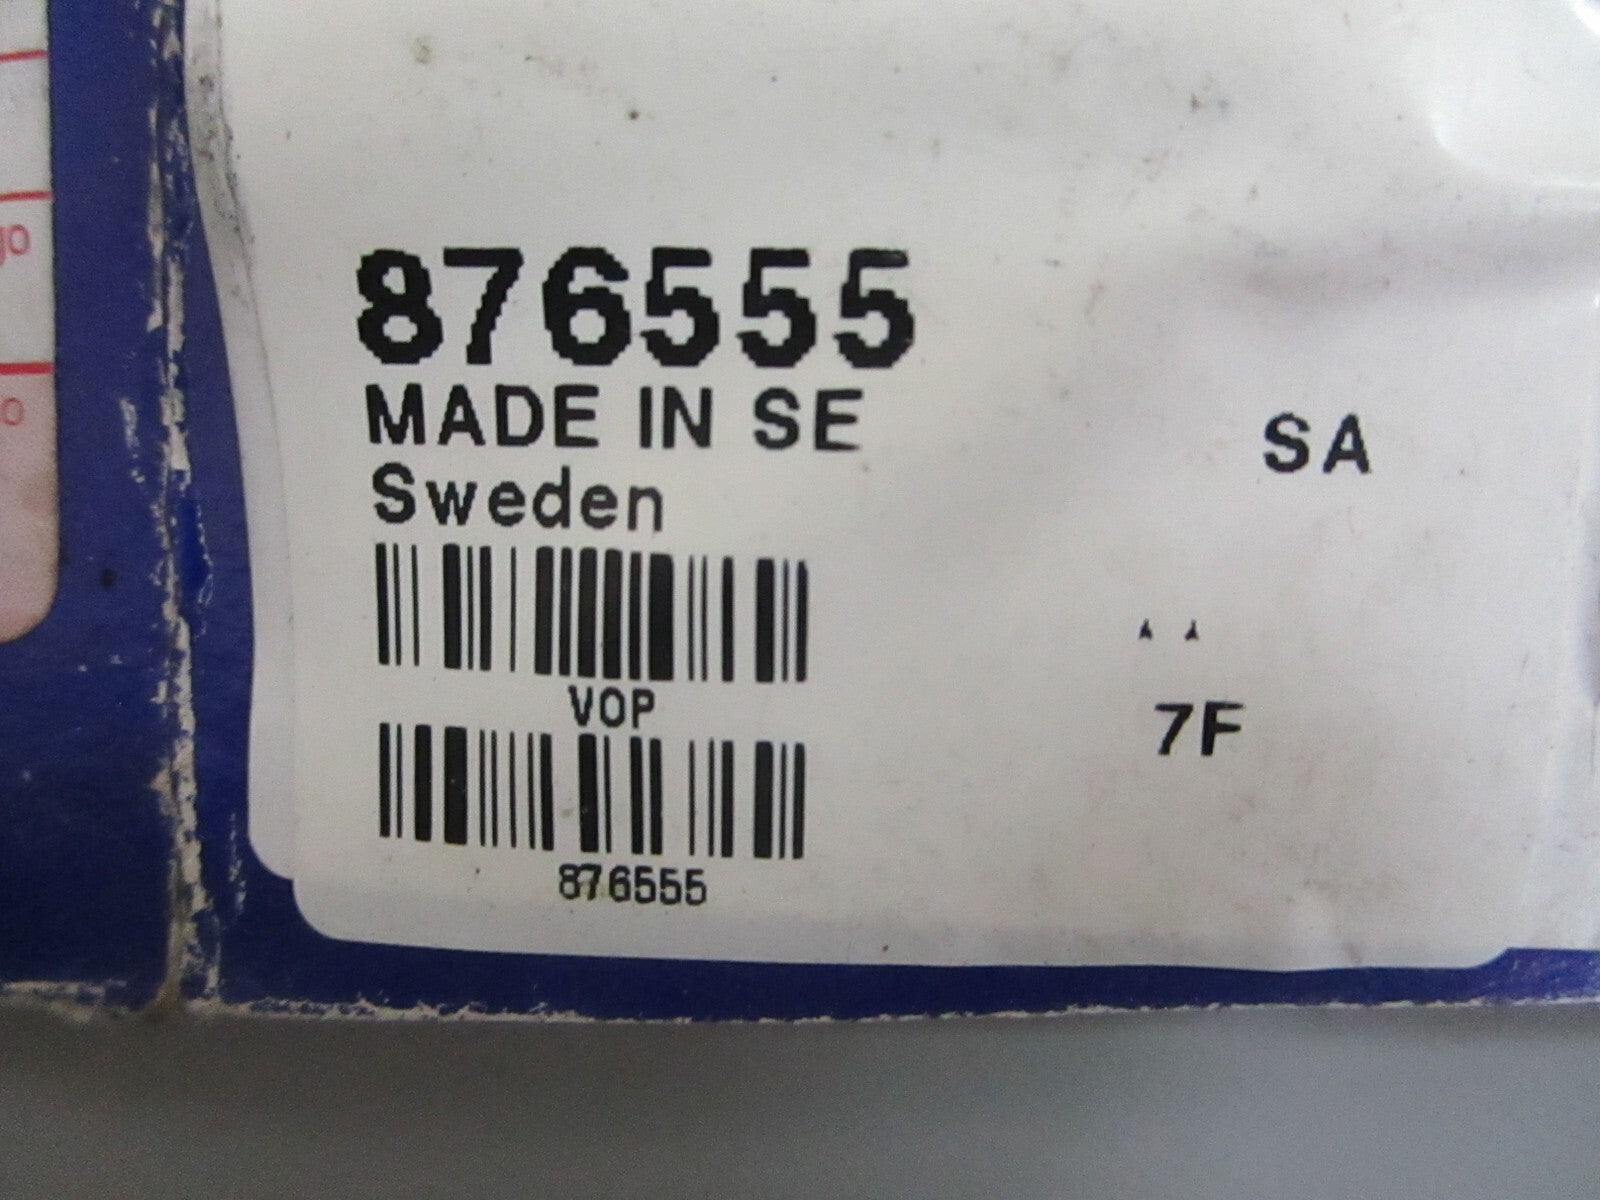 876555
MADE IN SE
Sweden
SA
VOP
7F
876555